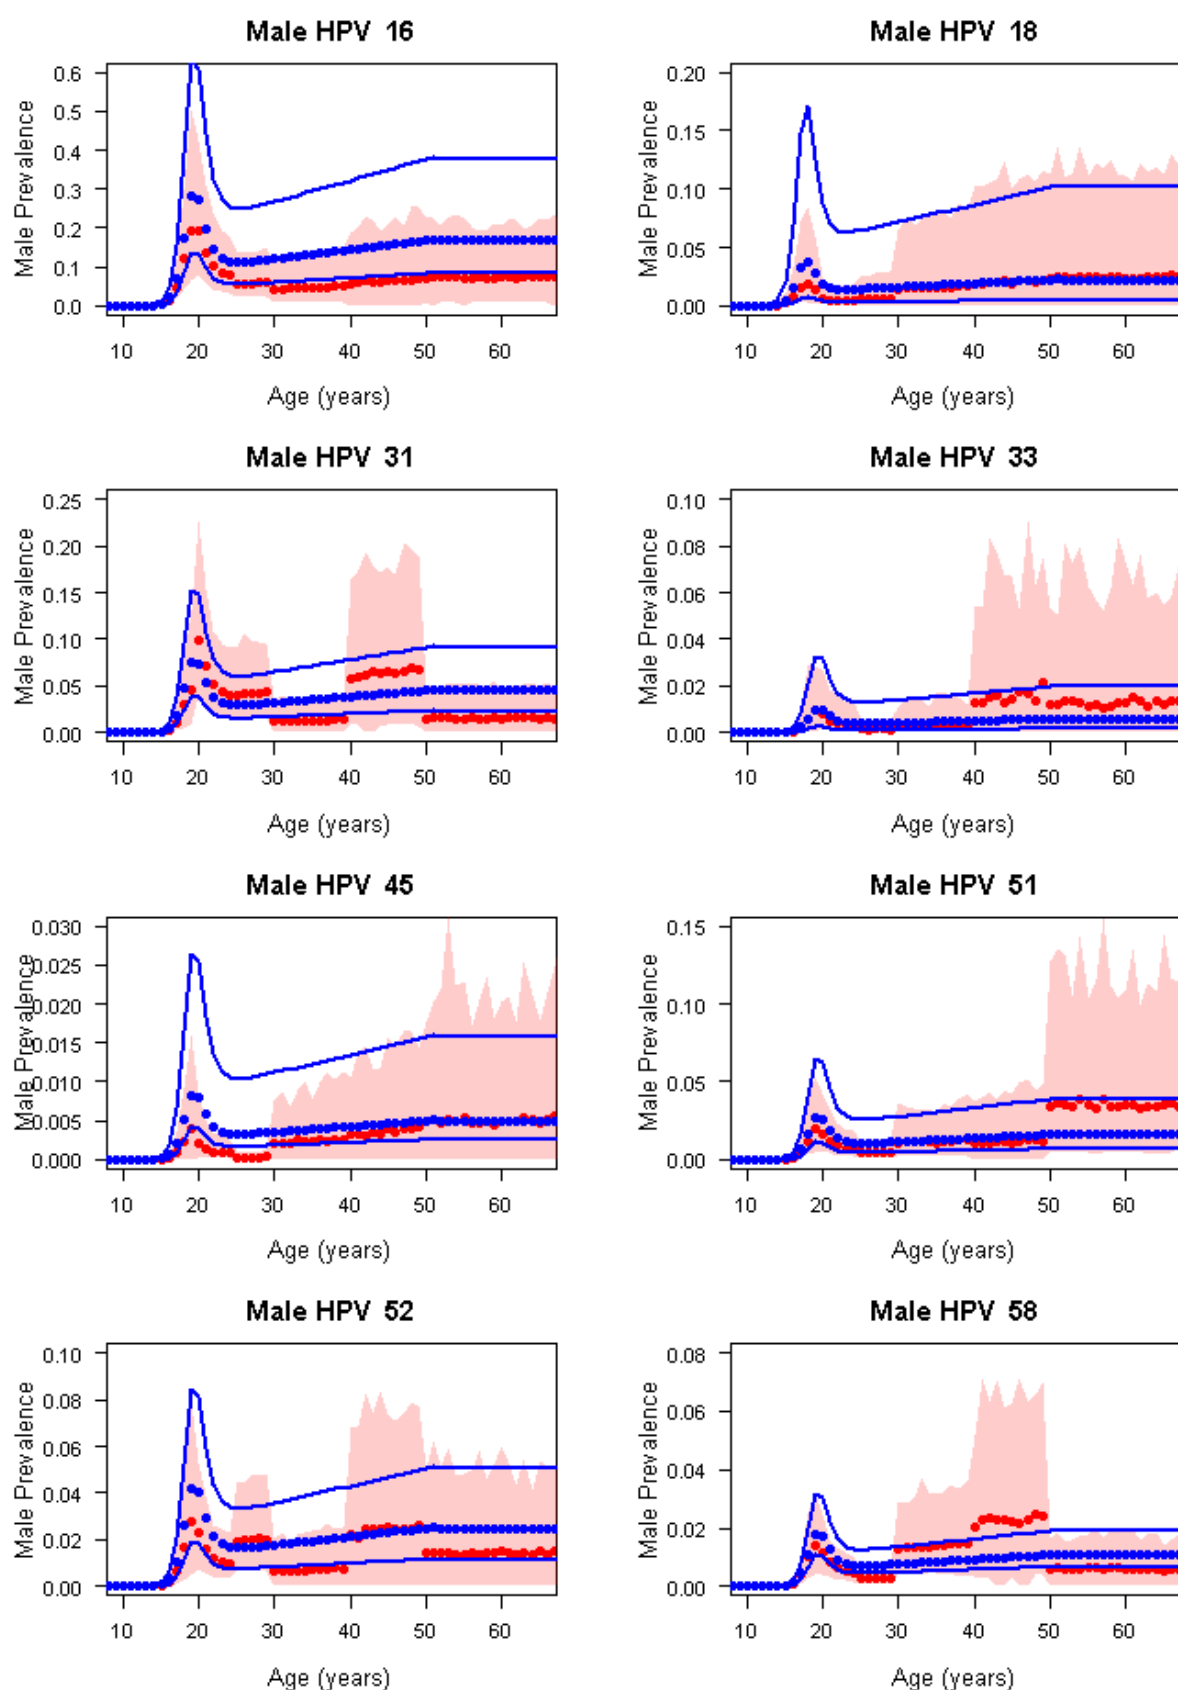 Male HPV 16
Male Prevalence
0.6
0.5
0.4
0.3
0.2
0.1
0.0
10 20 30 40 50 60
Age (years)
Male HPV 18
Male Prevalence
0.20
0.15
0.10
0.05
0.00
10 20 30 40 50 60
Age (years)
Male HPV 31
Male Prevalence
0.25
0.20
0.15
0.10
0.05
0.00
10 20 30 40 50 60
Age (years)
Male HPV 33
Male Prevalence
0.10
0.08
0.06
0.04
0.02
0.00
10 20 30 40 50 60
Age (years)
Male HPV 45
Male Prevalence
0.030
0.025
0.020
0.015
0.010
0.005
0.000
10 20 30 40 50 60
Age (years)
Male HPV 51
Male Prevalence
0.15
0.10
0.05
0.00
10 20 30 40 50 60
Age (years)
Male HPV 52
Male Prevalence
0.10
0.08
0.06
0.04
0.02
0.00
10 20 30 40 50 60
Age (years)
Male HPV 58
Male Prevalence
0.08
0.06
0.04
0.02
0.00
10 20 30 40 50 60
Age (years)